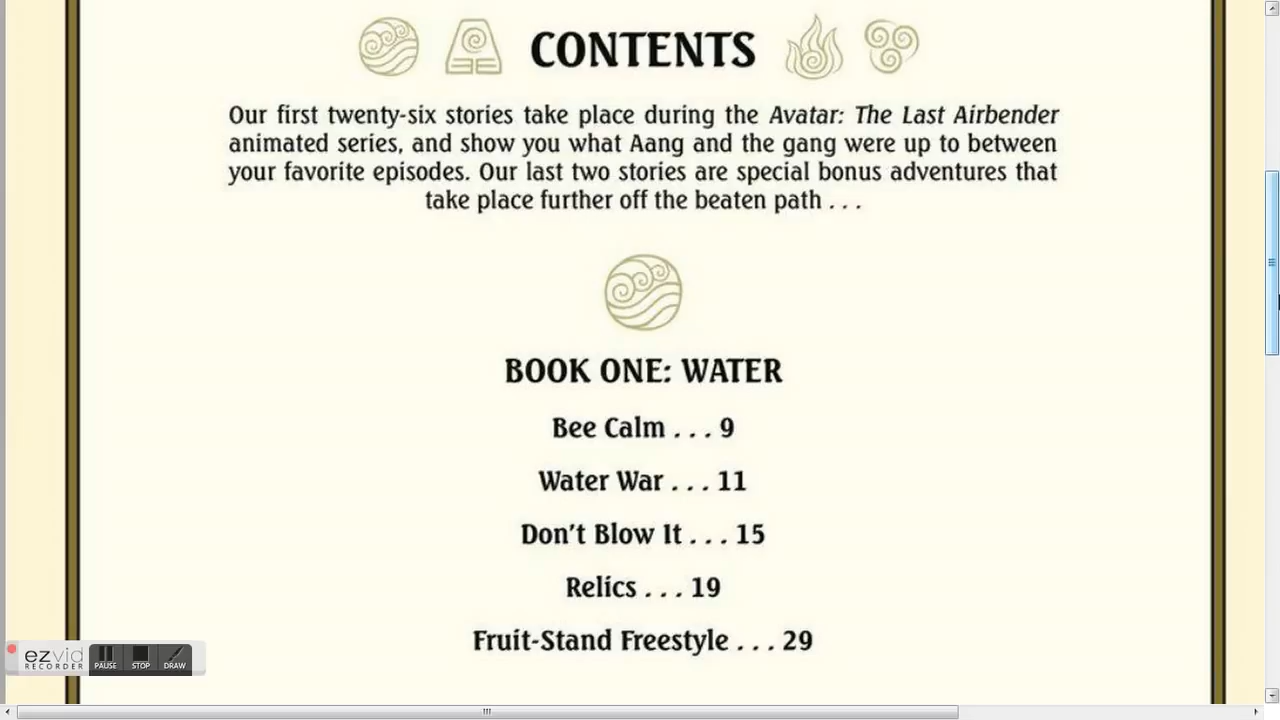 CONTENTS
Our first twenty-six stories take place during the Avatar: The Last Airbender
animated series, and show you what Aang and the gang were up to between
your favorite episodes. Our last two stories are special bonus adventures that
take place further off the beaten path . . .
BOOK ONE: WATER
Bee Calm . . . 9
Water War . . . 11
Don't Blow It . . . 15
Relics . . . 19
Fruit-Stand Freestyle . . . 29
ezvid
RECORDER
PAUSE
STOP
DRAW